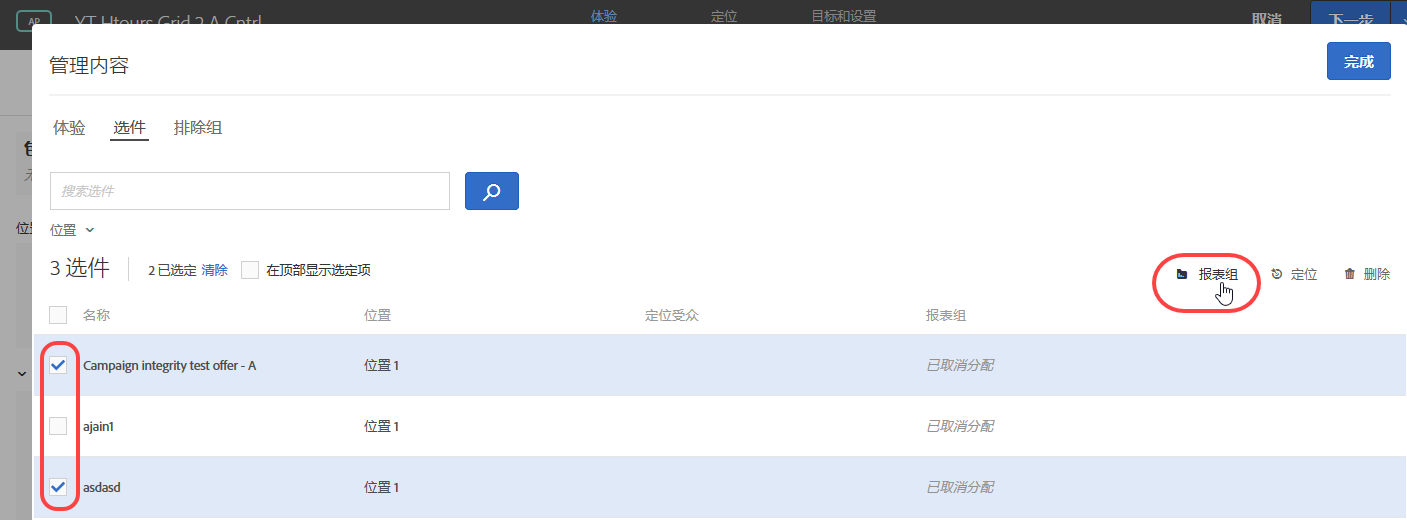 AP YT Htours Grid 2 A Cntrl 体验 定位 目标和设置 取消 下一步
管理内容 完成
体验 选件 排除组
搜索选件
位置
3 选件 2 已选定 清除 在顶部显示选定项 报表组 定位 删除
名称 位置 定位受众 报表组
Campaign integrity test offer - A 位置 1 已取消分配
ajain1 位置 1 已取消分配
asdasd 位置 1 已取消分配